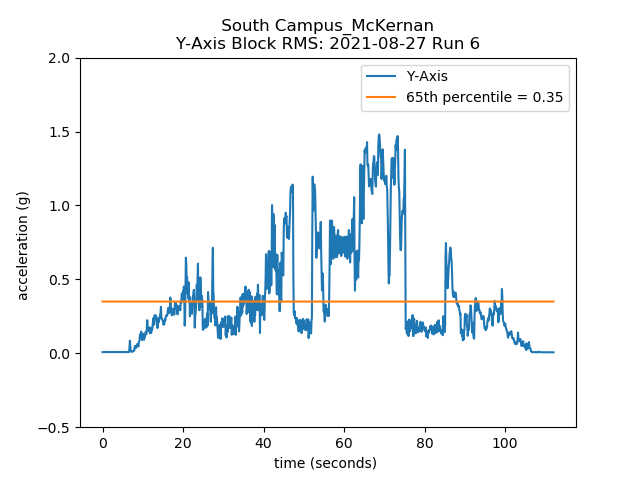 South Campus_McKernan
Y-Axis Block RMS: 2021-08-27 Run 6
Y-Axis
65th percentile = 0.35
acceleration (g)
2.0
1.5
1.0
0.5
0.0
−0.5
0 20 40 60 80 100
time (seconds)